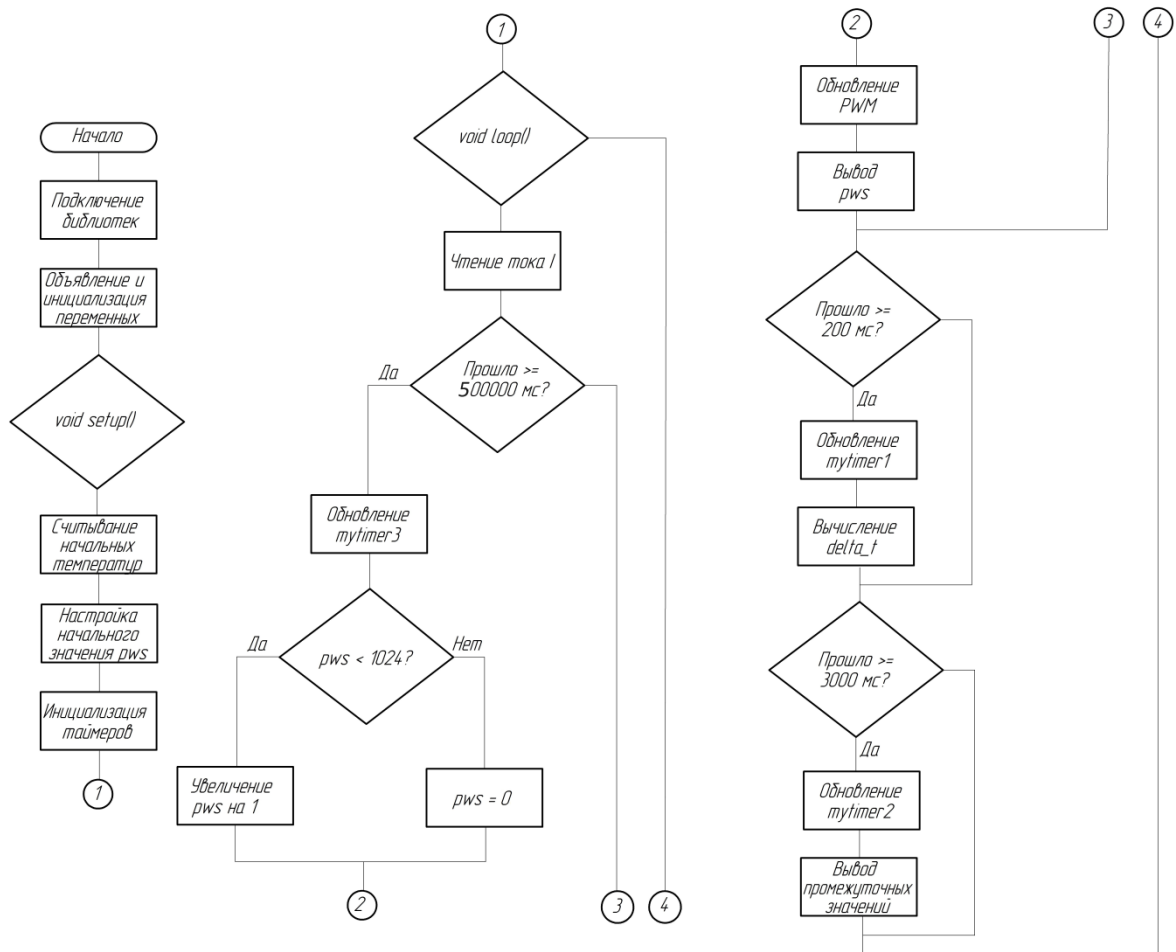 Начало
Подключение
библиотек
Объявление и
инициализация
переменных
void setup()
Считывание
начальных
температур
Настройка
начального
значения pws
Инициализация
таймеров
1
1
void loop()
Чтение тока I
Прошло >=
500000 мс?
Да
Обновление
mytimer3
pws < 1024?
Да
Нет
Увеличение
pws на 1
pws = 0
2
3
4
2
3
4
Обновление
PWM
Вывод
pws
Прошло >=
200 мс?
Да
Обновление
mytimer1
Вычисление
delta_t
Прошло >=
3000 мс?
Да
Обновление
mytimer2
Вывод
промежуточных
значений